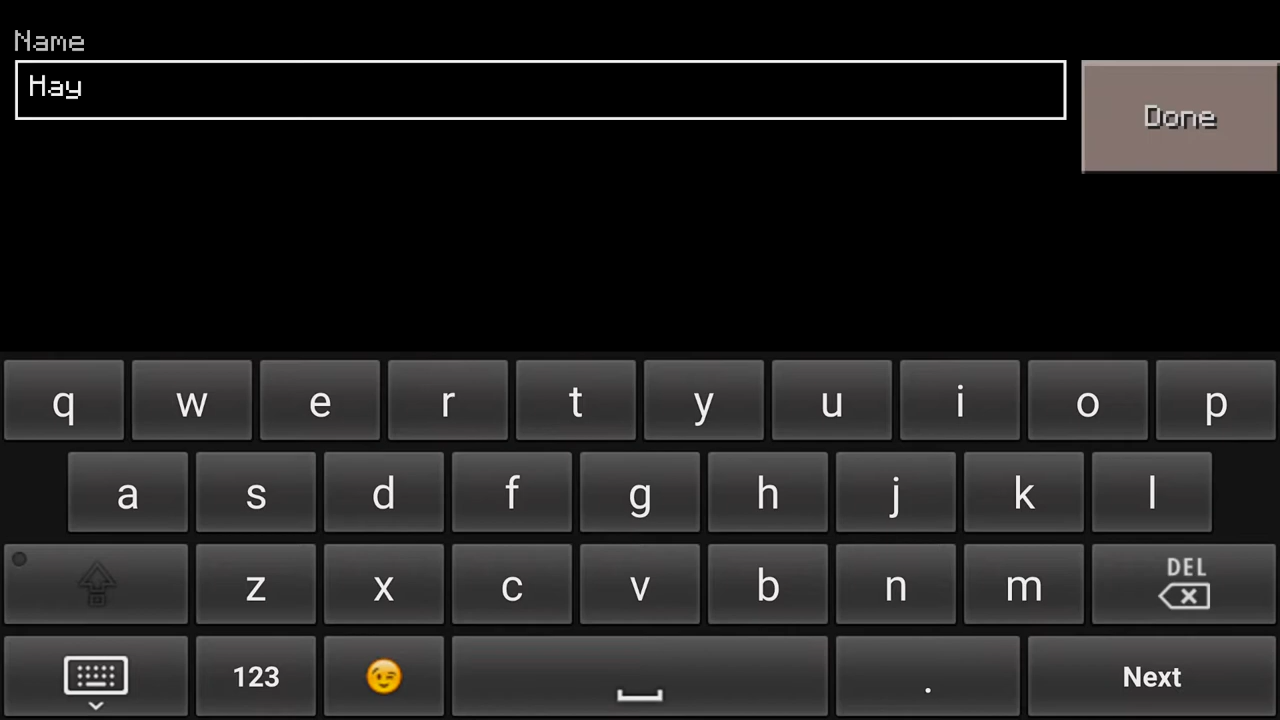 Name
Hay
Done
q w e r t y u i o p
a s d f g h j k l
z x c v b n m DEL
123 . Next